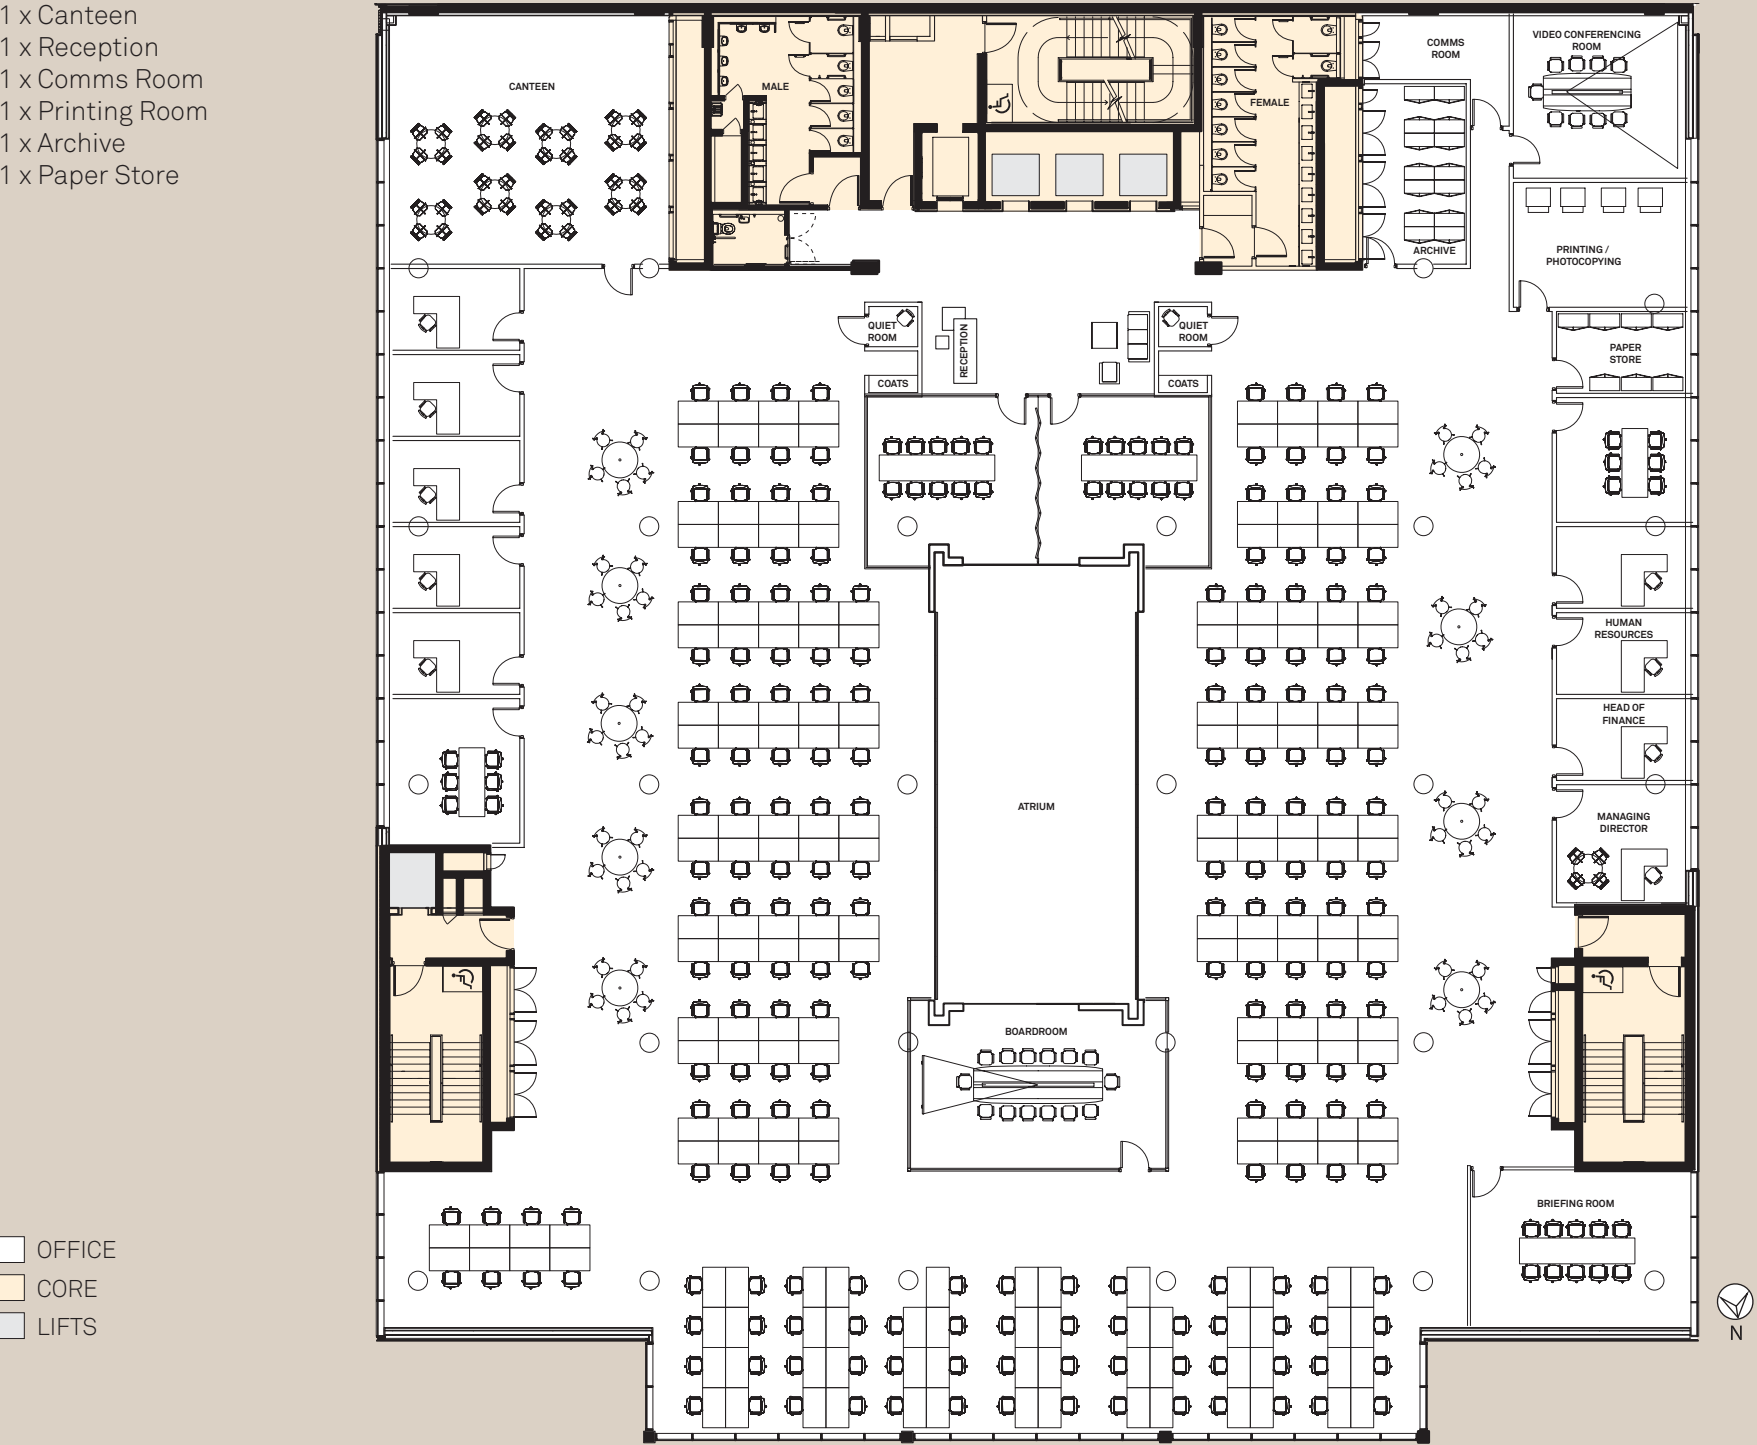 1 x Canteen
1 x Reception
1 x Comms Room
1 x Printing Room
1 x Archive
1 x Paper Store
CANTEEN
MALE
FEMALE
COMMS
ROOM
VIDEO CONFERENCING
ROOM
ARCHIVE
PRINTING /
PHOTOCOPYING
QUIET
ROOM
RECEPTION
QUIET
ROOM
COATS
COATS
PAPER
STORE
HUMAN
RESOURCES
HEAD OF
FINANCE
MANAGING
DIRECTOR
ATRIUM
BOARDROOM
BRIEFING ROOM
OFFICE
CORE
LIFTS
N